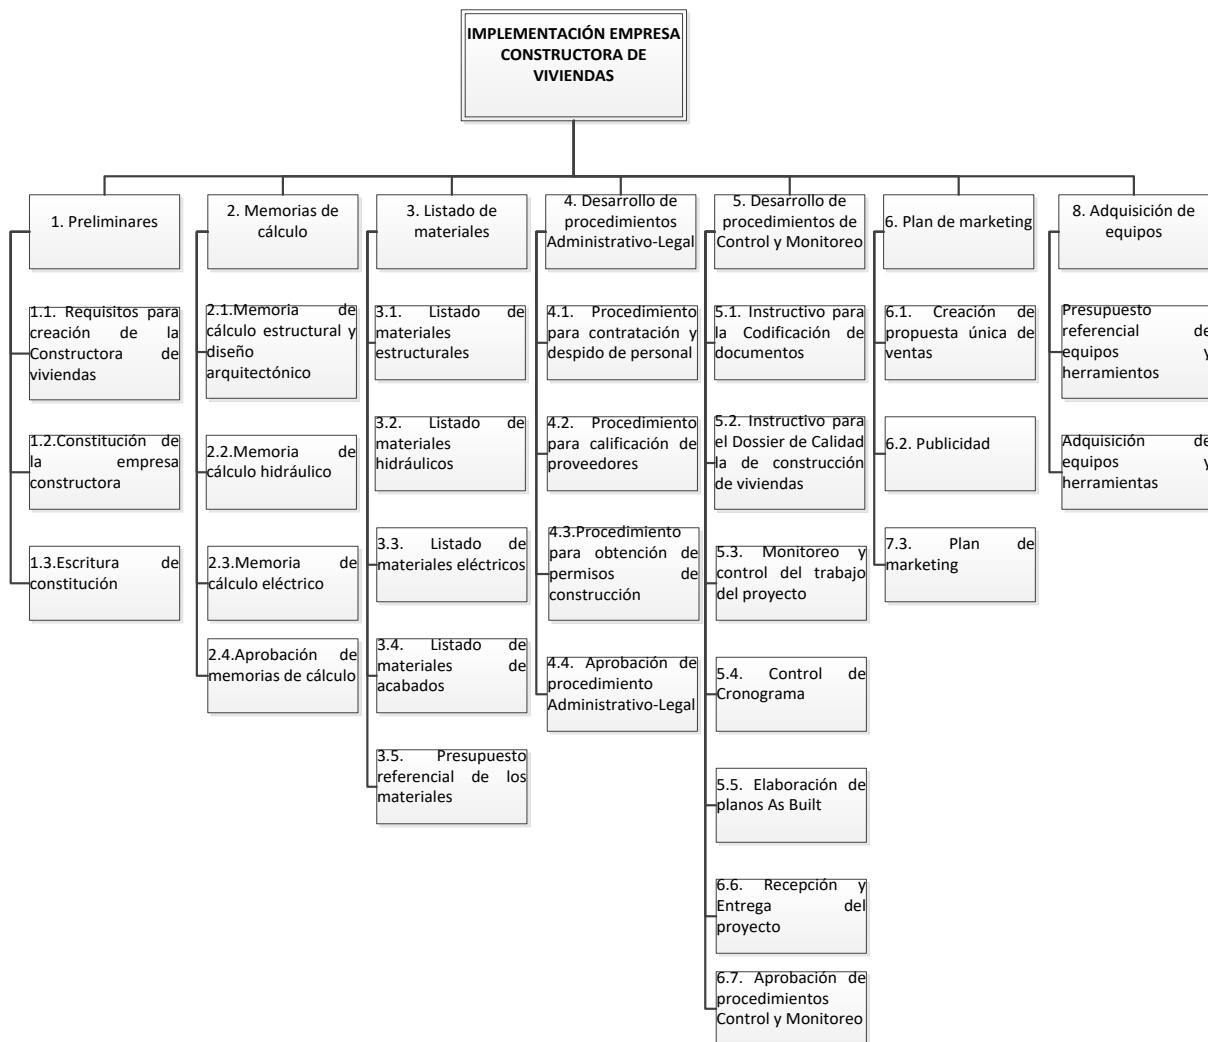 IMPLEMENTACIÓN EMPRESA
CONSTRUCTORA DE
VIVIENDAS
1. Preliminares
2. Memorias de
cálculo
3. Listado de
materiales
4. Desarrollo de
procedimientos
Administrativo-Legal
5. Desarrollo de
procedimientos de
Control y Monitoreo
6. Plan de marketing
8. Adquisición de
equipos
1.1. Requisitos para
creación de la
Constructora de
viviendas
2.1.Memoria de
cálculo estructural y
diseño
arquitectónico
3.1. Listado de
materiales
estructurales
4.1. Procedimiento
para contratación y
despido de personal
5.1. Instructivo para
la Codificación de
documentos
6.1. Creación de
propuesta única de
ventas
Presupuesto
referencial de
equipos y
herramientos
1.2.Constitución de
la empresa
constructora
2.2.Memoria de
cálculo hidráulico
3.2. Listado de
materiales
hidráulicos
4.2. Procedimiento
para calificación de
proveedores
5.2. Instructivo para
el Dossier de Calidad
la de construcción
de viviendas
6.2. Publicidad
Adquisición de
equipos y
herramientas
1.3.Escritura de
constitución
2.3.Memoria de
cálculo eléctrico
3.3. Listado de
materiales eléctricos
4.3.Procedimiento
para obtención de
permisos de
construcción
5.3. Monitoreo y
control del trabajo
del proyecto
7.3. Plan de
marketing
2.4.Aprobación de
memorias de cálculo
3.4. Listado de
materiales de
acabados
4.4. Aprobación de
procedimiento
Administrativo-Legal
5.4. Control de
Cronograma
3.5. Presupuesto
referencial de los
materiales
5.5. Elaboración de
planos As Built
6.6. Recepción y
Entrega del
proyecto
6.7. Aprobación de
procedimientos
Control y Monitoreo